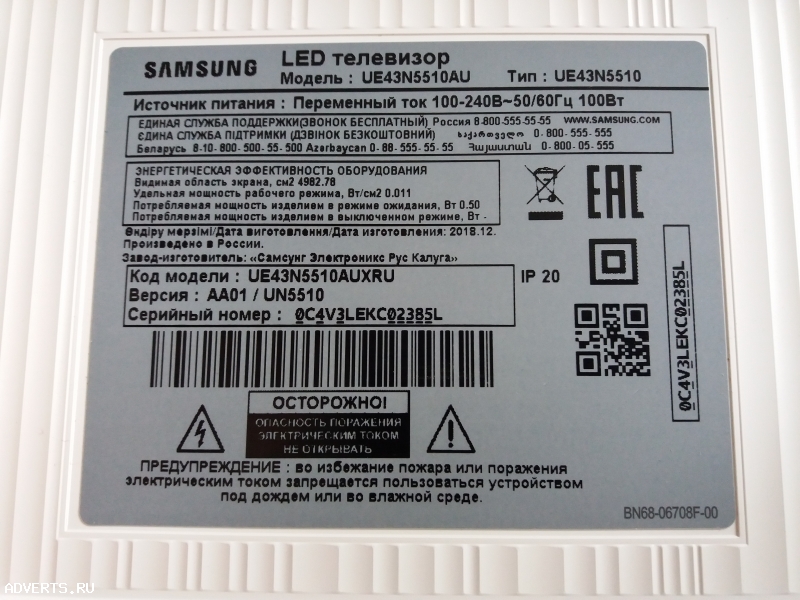 SAMSUNG
LED телевизор
Модель : UE43N5510AU Тип : UE43N5510
Источник питания : Переменный ток 100-240В~50/60Гц 100Вт
ЕДИНАЯ СЛУЖБА ПОДДЕРЖКИ(ЗВОНОК БЕСПЛАТНЫЙ) Россия 8-800-555-55-55 WWW.SAMSUNG.COM
ЄДИНА СЛУЖБА ПІДТРИМКИ (ДЗВІНОК БЕЗКОШТОВНИЙ) საქართველო 0-800-555-555
Беларусь 8-10-800-500-55-500 Azərbaycan 0-88-555-55-55 Հայաստան 0-800-05-555
ЭНЕРГЕТИЧЕСКАЯ ЭФФЕКТИВНОСТЬ ОБОРУДОВАНИЯ
Видимая область экрана, см2 4982.78
Удельная мощность рабочего режима, Вт/см2 0.011
Потребляемая мощность изделием в режиме ожидания, Вт 0.50
Потребляемая мощность изделием в выключенном режиме, Вт -
EAC
Өндіру мерзімі/Дата виготовлення/Дата изготовления/Дата изготовления: 2018.12.
Произведено в России.
Завод-изготовитель: «Самсунг Электроникс Рус Калуга»
Код модели : UE43N5510AUXRU
IP 20
Версия : AA01 / UN5510
Серийный номер : 0C4V3LEKC02385L
0C4V3LEKC02385L
ОСТОРОЖНО!
ОПАСНОСТЬ ПОРАЖЕНИЯ
ЭЛЕКТРИЧЕСКИМ ТОКОМ
НЕ ОТКРЫВАТЬ
ПРЕДУПРЕЖДЕНИЕ : во избежание пожара или поражения
электрическим током запрещается пользоваться устройством
под дождем или во влажной среде.
BN68-06708F-00
ADVERTS.RU